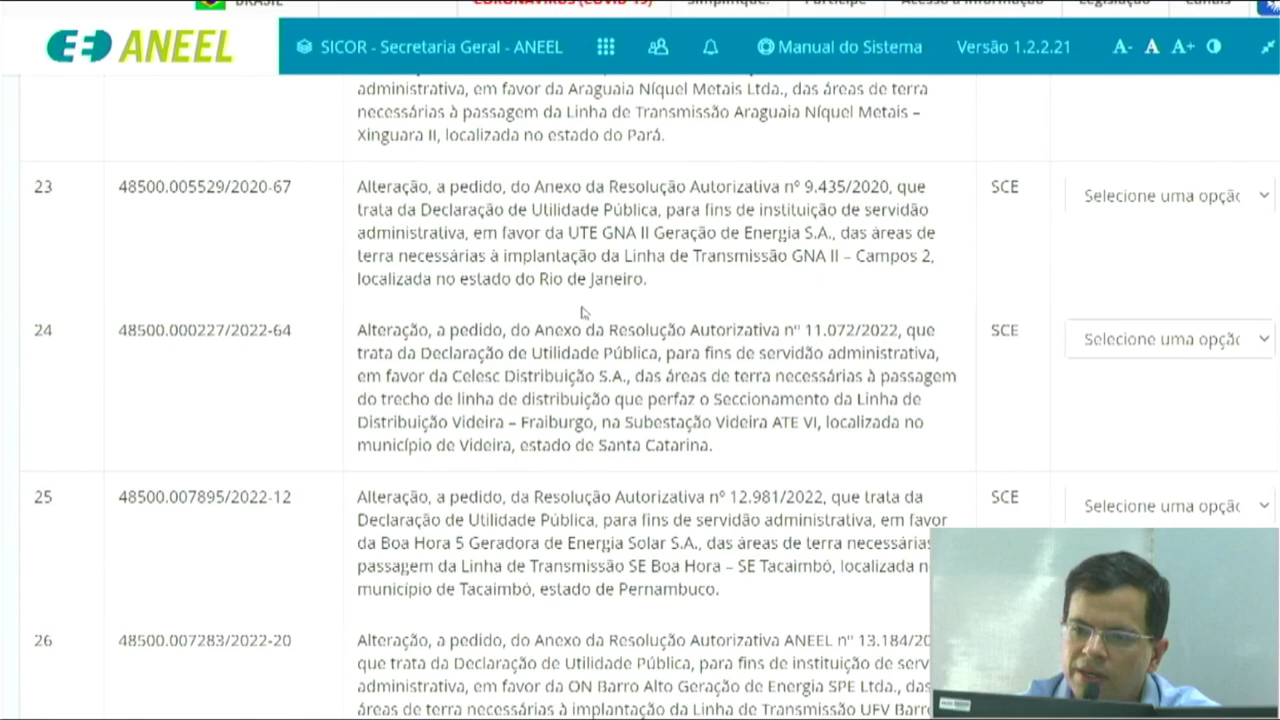 BRASIL
CORONAVÍRUS (COVID-19)
Simplifique!
Participe
Acesso à informação
Legislação
Canais
ANEEL
SICOR - Secretaria Geral - ANEEL
Manual do Sistema
Versão 1.2.2.21
A- A A+
administrativa, em favor da Araguaia Níquel Metais Ltda., das áreas de terra
necessárias à passagem da Linha de Transmissão Araguaia Níquel Metais –
Xinguara II, localizada no estado do Pará.
23
48500.005529/2020-67
Alteração, a pedido, do Anexo da Resolução Autorizativa nº 9.435/2020, que
trata da Declaração de Utilidade Pública, para fins de instituição de servidão
administrativa, em favor da UTE GNA II Geração de Energia S.A., das áreas de
terra necessárias à implantação da Linha de Transmissão GNA II – Campos 2,
localizada no estado do Rio de Janeiro.
SCE
Selecione uma opção
24
48500.000227/2022-64
Alteração, a pedido, do Anexo da Resolução Autorizativa nº 11.072/2022, que
trata da Declaração de Utilidade Pública, para fins de servidão administrativa,
em favor da Celesc Distribuição S.A., das áreas de terra necessárias à passagem
do trecho de linha de distribuição que perfaz o Seccionamento da Linha de
Distribuição Videira – Fraiburgo, na Subestação Videira ATE VI, localizada no
município de Videira, estado de Santa Catarina.
SCE
Selecione uma opção
25
48500.007895/2022-12
Alteração, a pedido, da Resolução Autorizativa nº 12.981/2022, que trata da
Declaração de Utilidade Pública, para fins de servidão administrativa, em favor
da Boa Hora 5 Geradora de Energia Solar S.A., das áreas de terra necessárias
passagem da Linha de Transmissão SE Boa Hora – SE Tacaimbó, localizada n
município de Tacaimbó, estado de Pernambuco.
SCE
Selecione uma opção
26
48500.007283/2022-20
Alteração, a pedido, do Anexo da Resolução Autorizativa ANEEL nº 13.184/20
que trata da Declaração de Utilidade Pública, para fins de instituição de serv
administrativa, em favor da ON Barro Alto Geração de Energia SPE Ltda., das
áreas de terra necessárias à implantação da Linha de Transmissão UFV Barr